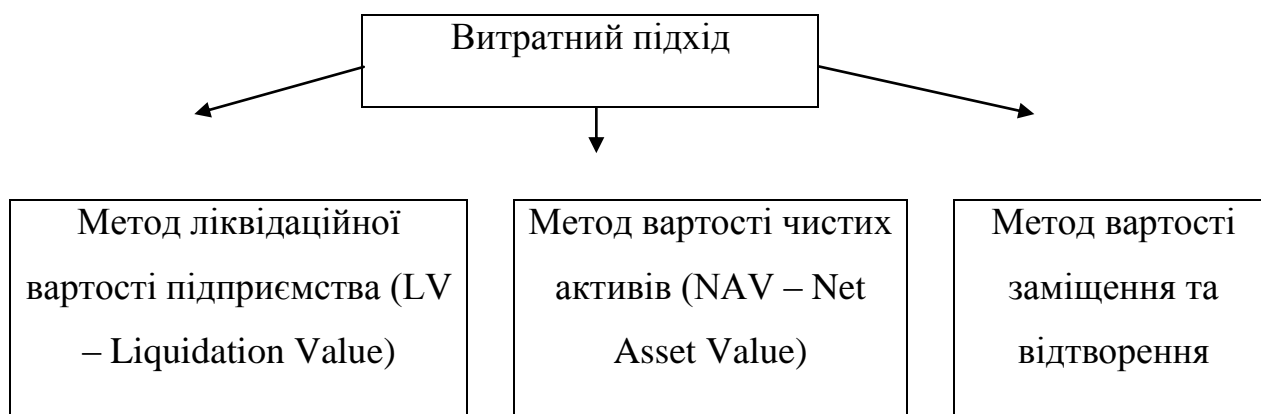 Витратний підхід
Метод ліквідаційної
вартості підприємства (LV
– Liquidation Value)
Метод вартості чистих
активів (NAV – Net
Asset Value)
Метод вартості
заміщення та
відтворення